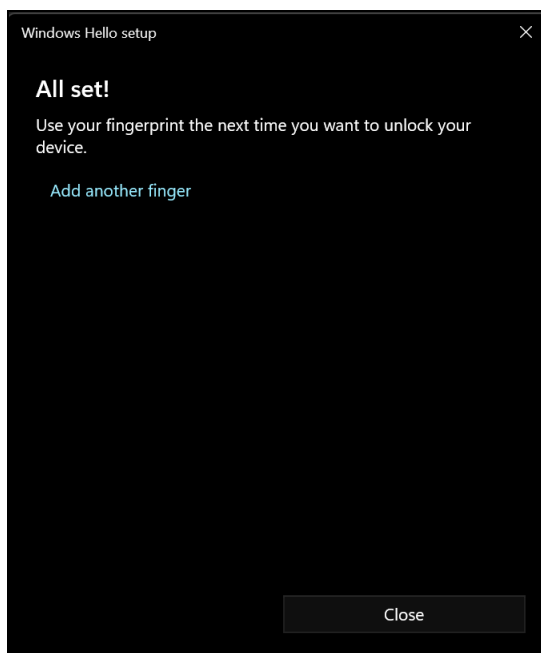 Windows Hello setup
All set!
Use your fingerprint the next time you want to unlock your
device.
Add another finger
Close